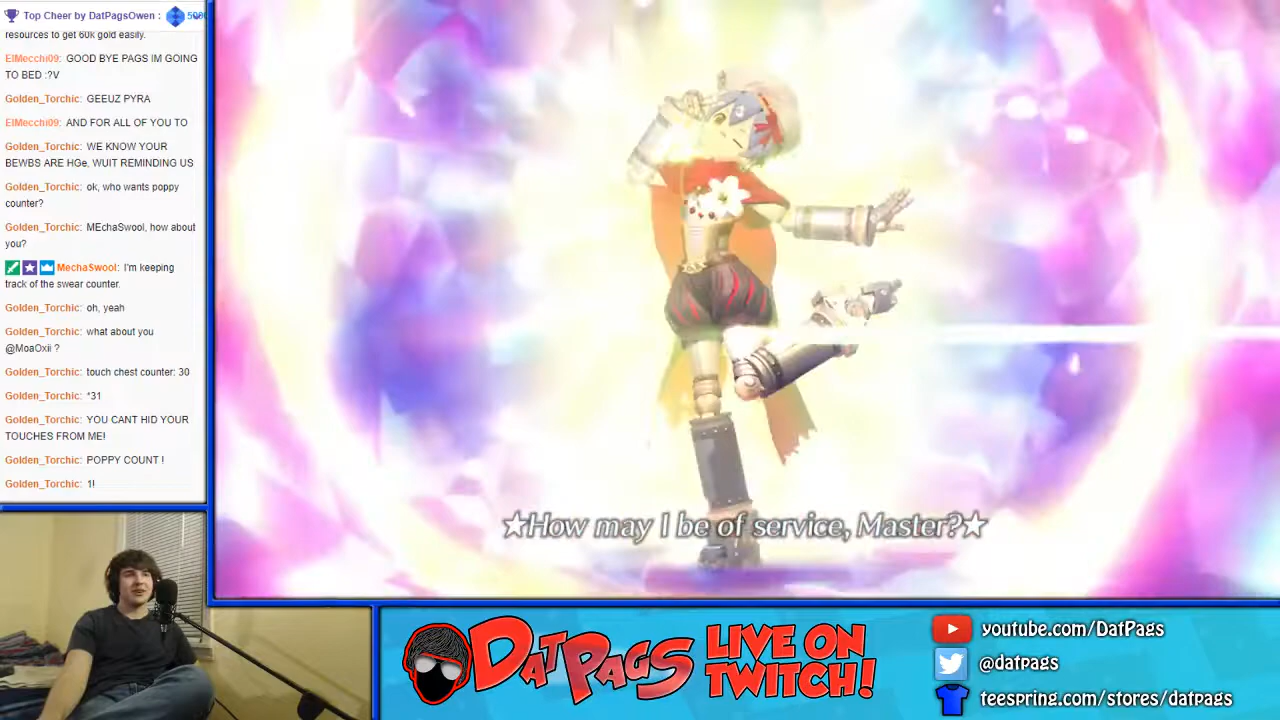 Top Cheer by DatPagsOwen :
resources to get 60k gold easily.
ElMecchi09: GOOD BYE PAGS IM GOING
TO BED :?V
Golden_Torchic: GEEUZ PYRA
ElMecchi09: AND FOR ALL OF YOU TO
Golden_Torchic: WE KNOW YOUR
BEWBS ARE HGe, WUIT REMINDING US
Golden_Torchic: ok, who wants poppy
counter?
Golden_Torchic: MEchaSwool, how about
you?
MechaSwool: I'm keeping
track of the swear counter.
Golden_Torchic: oh, yeah
Golden_Torchic: what about you
@MoaOxii ?
Golden_Torchic: touch chest counter: 30
Golden_Torchic: *31
Golden_Torchic: YOU CANT HID YOUR
TOUCHES FROM ME!
Golden_Torchic: POPPY COUNT !
Golden_Torchic: 1!
★How may I be of service, Master?★
DATPAGS LIVE ON
TWITCH!
youtube.com/DatPags
@datpags
teespring.com/stores/datpags